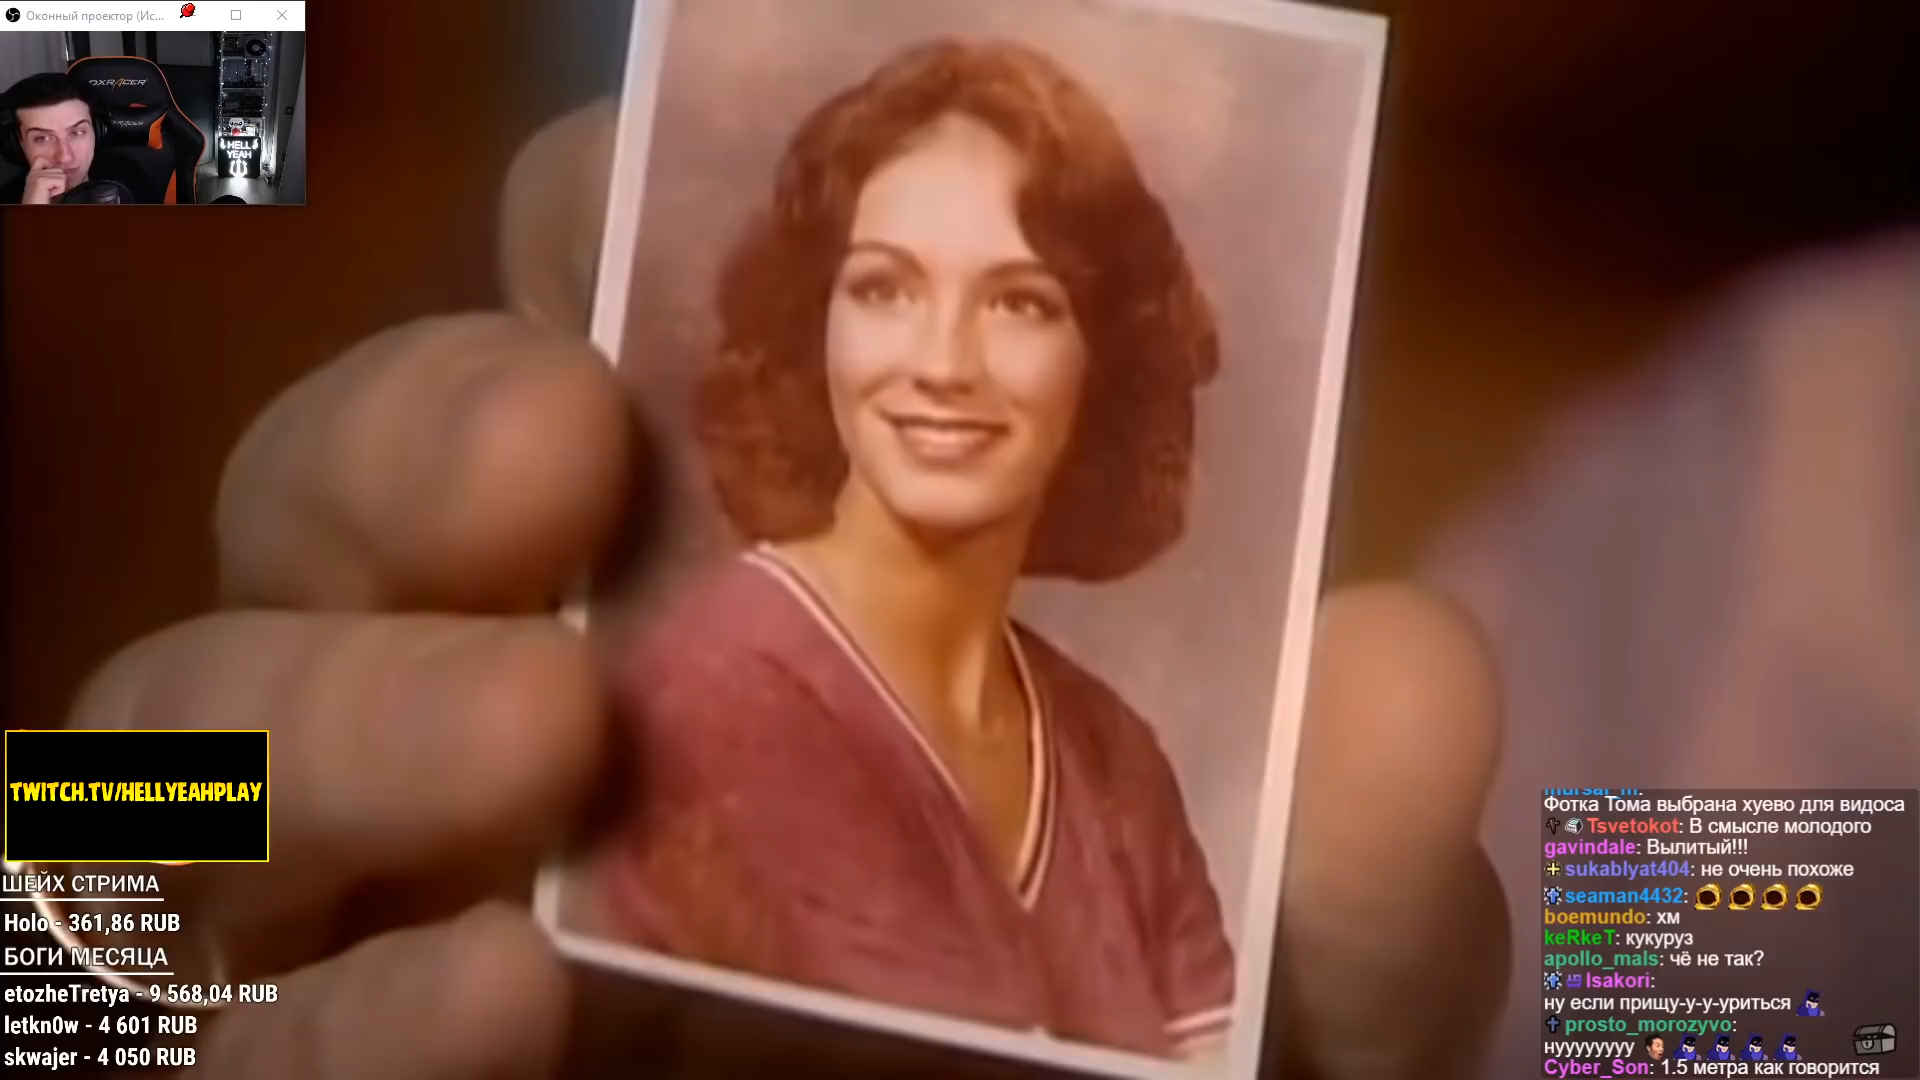 Оконный проектор (Ис...
DXRACER
HELL
YEAH
TWITCH.TV/HELLYEAHPLAY
ШЕЙХ СТРИМА
Holo - 361,86 RUB
БОГИ МЕСЯЦА
etozheTretya - 9 568,04 RUB
letkn0w - 4 601 RUB
skwajer - 4 050 RUB
Фотка Тома выбрана хуево для видоса
Tsvetokot: В смысле молодого
gavindale: Вылитый!!!
sukablyat404: не очень похоже
seaman4432:
boemundo: хм
keRkeT: кукуруз
apollo_mals: чё не так?
Isakori:
ну если прищу-у-у-уриться
prosto_morozyvo:
нуууууууу
Cyber_Son: 1.5 метра как говорится